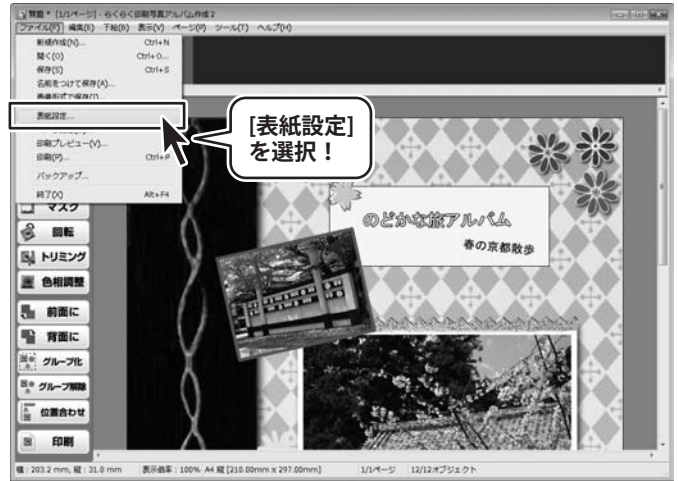 無題* [1/1ページ] - らくらく印刷写真アルバム作成2
ファイル(F) 編集(E) 下絵(B) 表示(V) ページ(P) ツール(T) ヘルプ(H)
新規作成(N)... Ctrl+N
開く(O) Ctrl+O...
保存(S) Ctrl+S
名前をつけて保存(A)...
画像形式で保存(I)...
表紙設定...
印刷プレビュー(V)...
印刷(P)... Ctrl+P
バックアップ...
終了(X) Alt+F4
[表紙設定]
を選択！
のどかな旅アルバム
春の京都散歩
マスク
回転
トリミング
色相調整
前面に
背面に
グループ化
グループ解除
位置合わせ
印刷
横 : 203.2 mm, 縦 : 31.0 mm 表示倍率 : 100% A4 縦 [210.00mm x 297.00mm] 1/1ページ 12/12オブジェクト